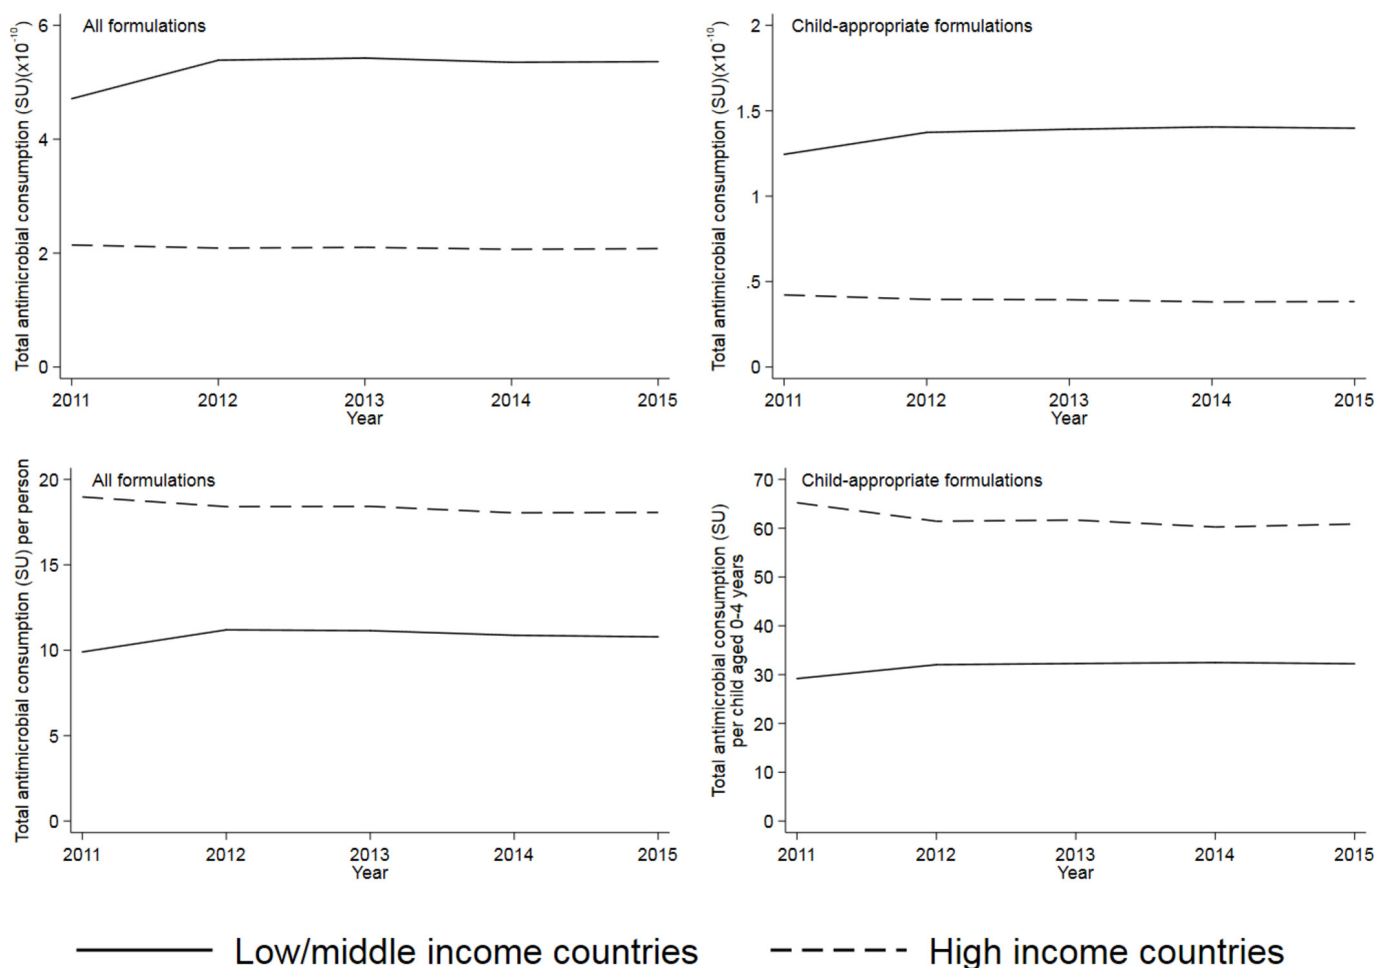 All formulations
Total antimicrobial consumption (SU)(x10⁻¹⁰)
6
4
2
0
2011 2012 2013 2014 2015
Year
Child-appropriate formulations
Total antimicrobial consumption (SU)(x10⁻¹⁰)
2
1.5
1
.5
0
2011 2012 2013 2014 2015
Year
All formulations
Total antimicrobial consumption (SU) per person
20
15
10
5
0
2011 2012 2013 2014 2015
Year
Child-appropriate formulations
Total antimicrobial consumption (SU)
per child aged 0-4 years
70
60
50
40
30
20
10
0
2011 2012 2013 2014 2015
Year
Low/middle income countries
High income countries